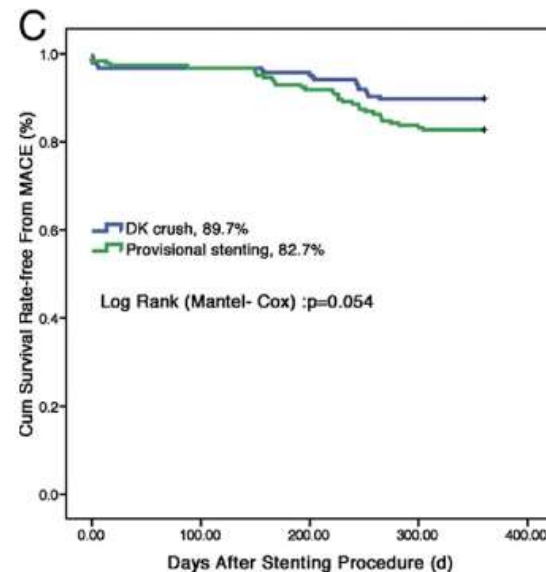 C
Cum Survival Rate-free From MACE (%)
1.0
0.8
0.6
0.4
0.2
0.0
DK crush, 89.7%
Provisional stenting, 82.7%
Log Rank (Mantel- Cox) :p=0.054
0.00 100.00 200.00 300.00 400.00
Days After Stenting Procedure (d)